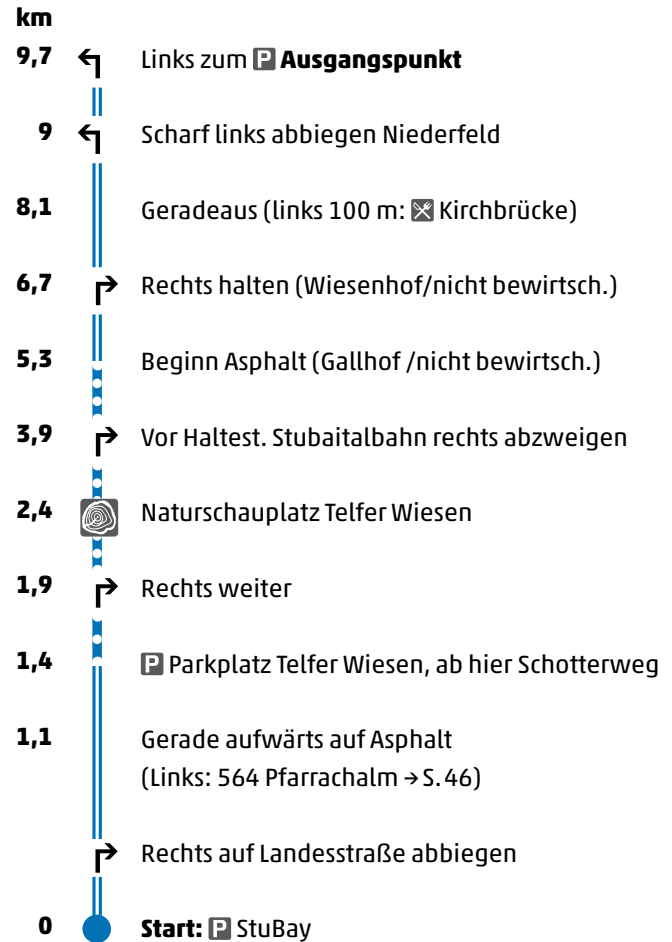 km
9,7 Links zum P Ausgangspunkt
9 Scharf links abbiegen Niederfeld
8,1 Geradeaus (links 100 m: Kirchbrücke)
6,7 Rechts halten (Wiesenhof/nicht bewirtsch.)
5,3 Beginn Asphalt (Gallhof /nicht bewirtsch.)
3,9 Vor Haltest. Stubaitalbahn rechts abzweigen
2,4 Naturschauplatz Telfer Wiesen
1,9 Rechts weiter
1,4 P Parkplatz Telfer Wiesen, ab hier Schotterweg
1,1 Gerade aufwärts auf Asphalt
(Links: 564 Pfarrachalm → S. 46)
Rechts auf Landesstraße abbiegen
0 Start: P StuBay